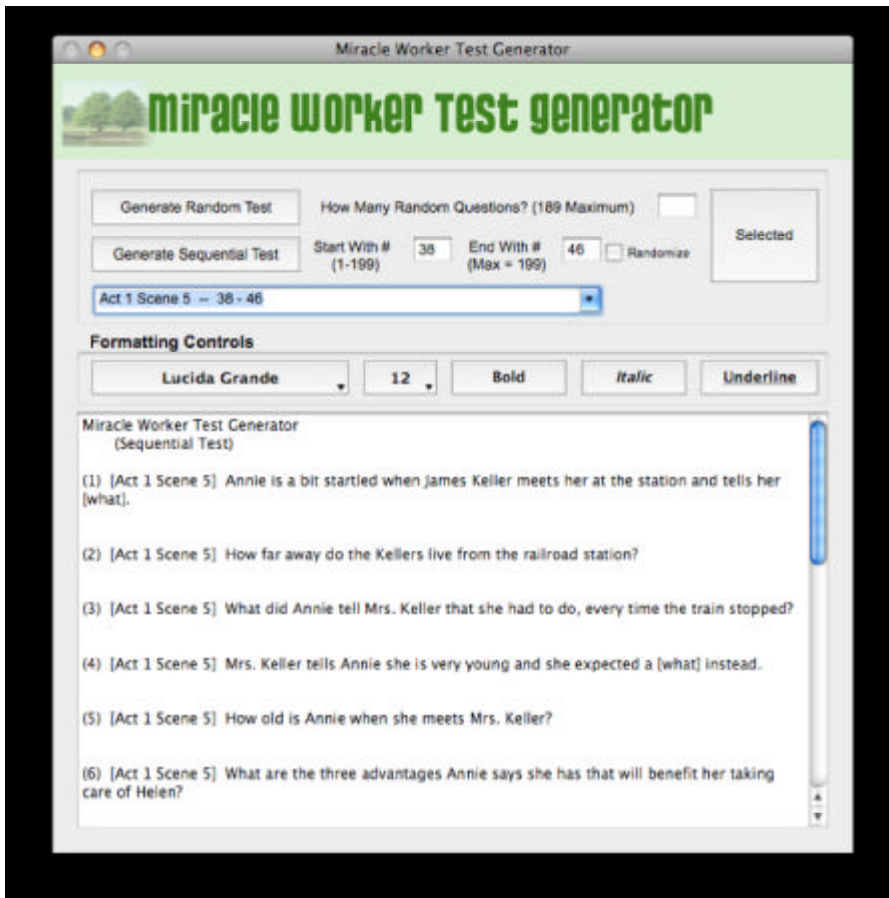 Miracle Worker Test Generator
miracle worker test generator
Generate Random Test
How Many Random Questions? (189 Maximum)
Selected
Generate Sequential Test
Start With #
(1-199)
38
End With #
(Max = 199)
46
Randomize
Act 1 Scene 5 -- 38 - 46
Formatting Controls
Lucida Grande
12
Bold
Italic
Underline
Miracle Worker Test Generator
(Sequential Test)
(1) [Act 1 Scene 5] Annie is a bit startled when James Keller meets her at the station and tells her
[what].
(2) [Act 1 Scene 5] How far away do the Kellers live from the railroad station?
(3) [Act 1 Scene 5] What did Annie tell Mrs. Keller that she had to do, every time the train stopped?
(4) [Act 1 Scene 5] Mrs. Keller tells Annie she is very young and she expected a [what] instead.
(5) [Act 1 Scene 5] How old is Annie when she meets Mrs. Keller?
(6) [Act 1 Scene 5] What are the three advantages Annie says she has that will benefit her taking
care of Helen?